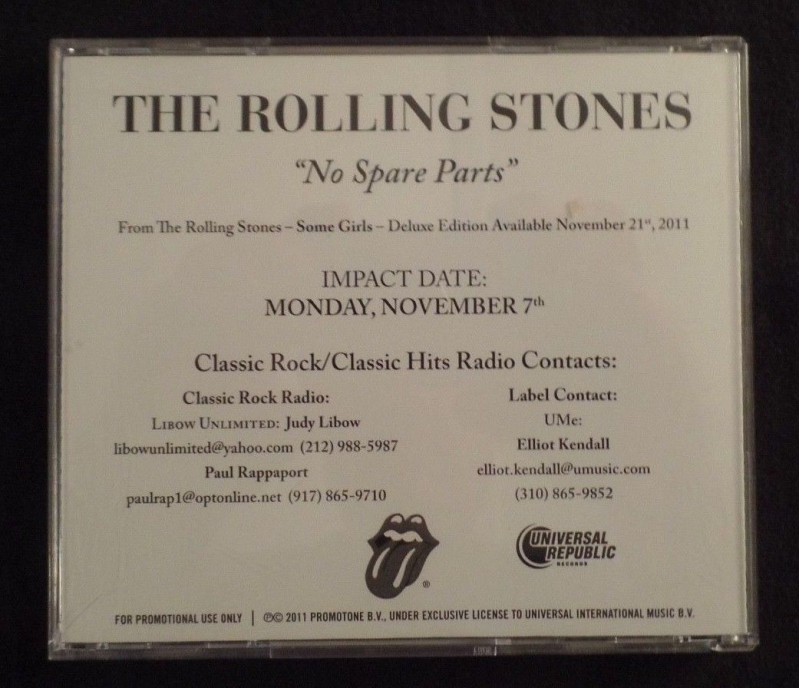 THE ROLLING STONES
“No Spare Parts”
From The Rolling Stones – Some Girls – Deluxe Edition Available November 21st, 2011
IMPACT DATE:
MONDAY, NOVEMBER 7th
Classic Rock/Classic Hits Radio Contacts:
Classic Rock Radio:
LIBOW UNLIMITED: Judy Libow
libowunlimited@yahoo.com (212) 988-5987
Paul Rappaport
paulrap1@optonline.net (917) 865-9710
Label Contact:
UMe:
Elliot Kendall
elliot.kendall@umusic.com
(310) 865-9852
®
UNIVERSAL
REPUBLIC
RECORDS
FOR PROMOTIONAL USE ONLY | ℗© 2011 PROMOTONE B.V., UNDER EXCLUSIVE LICENSE TO UNIVERSAL INTERNATIONAL MUSIC B.V.